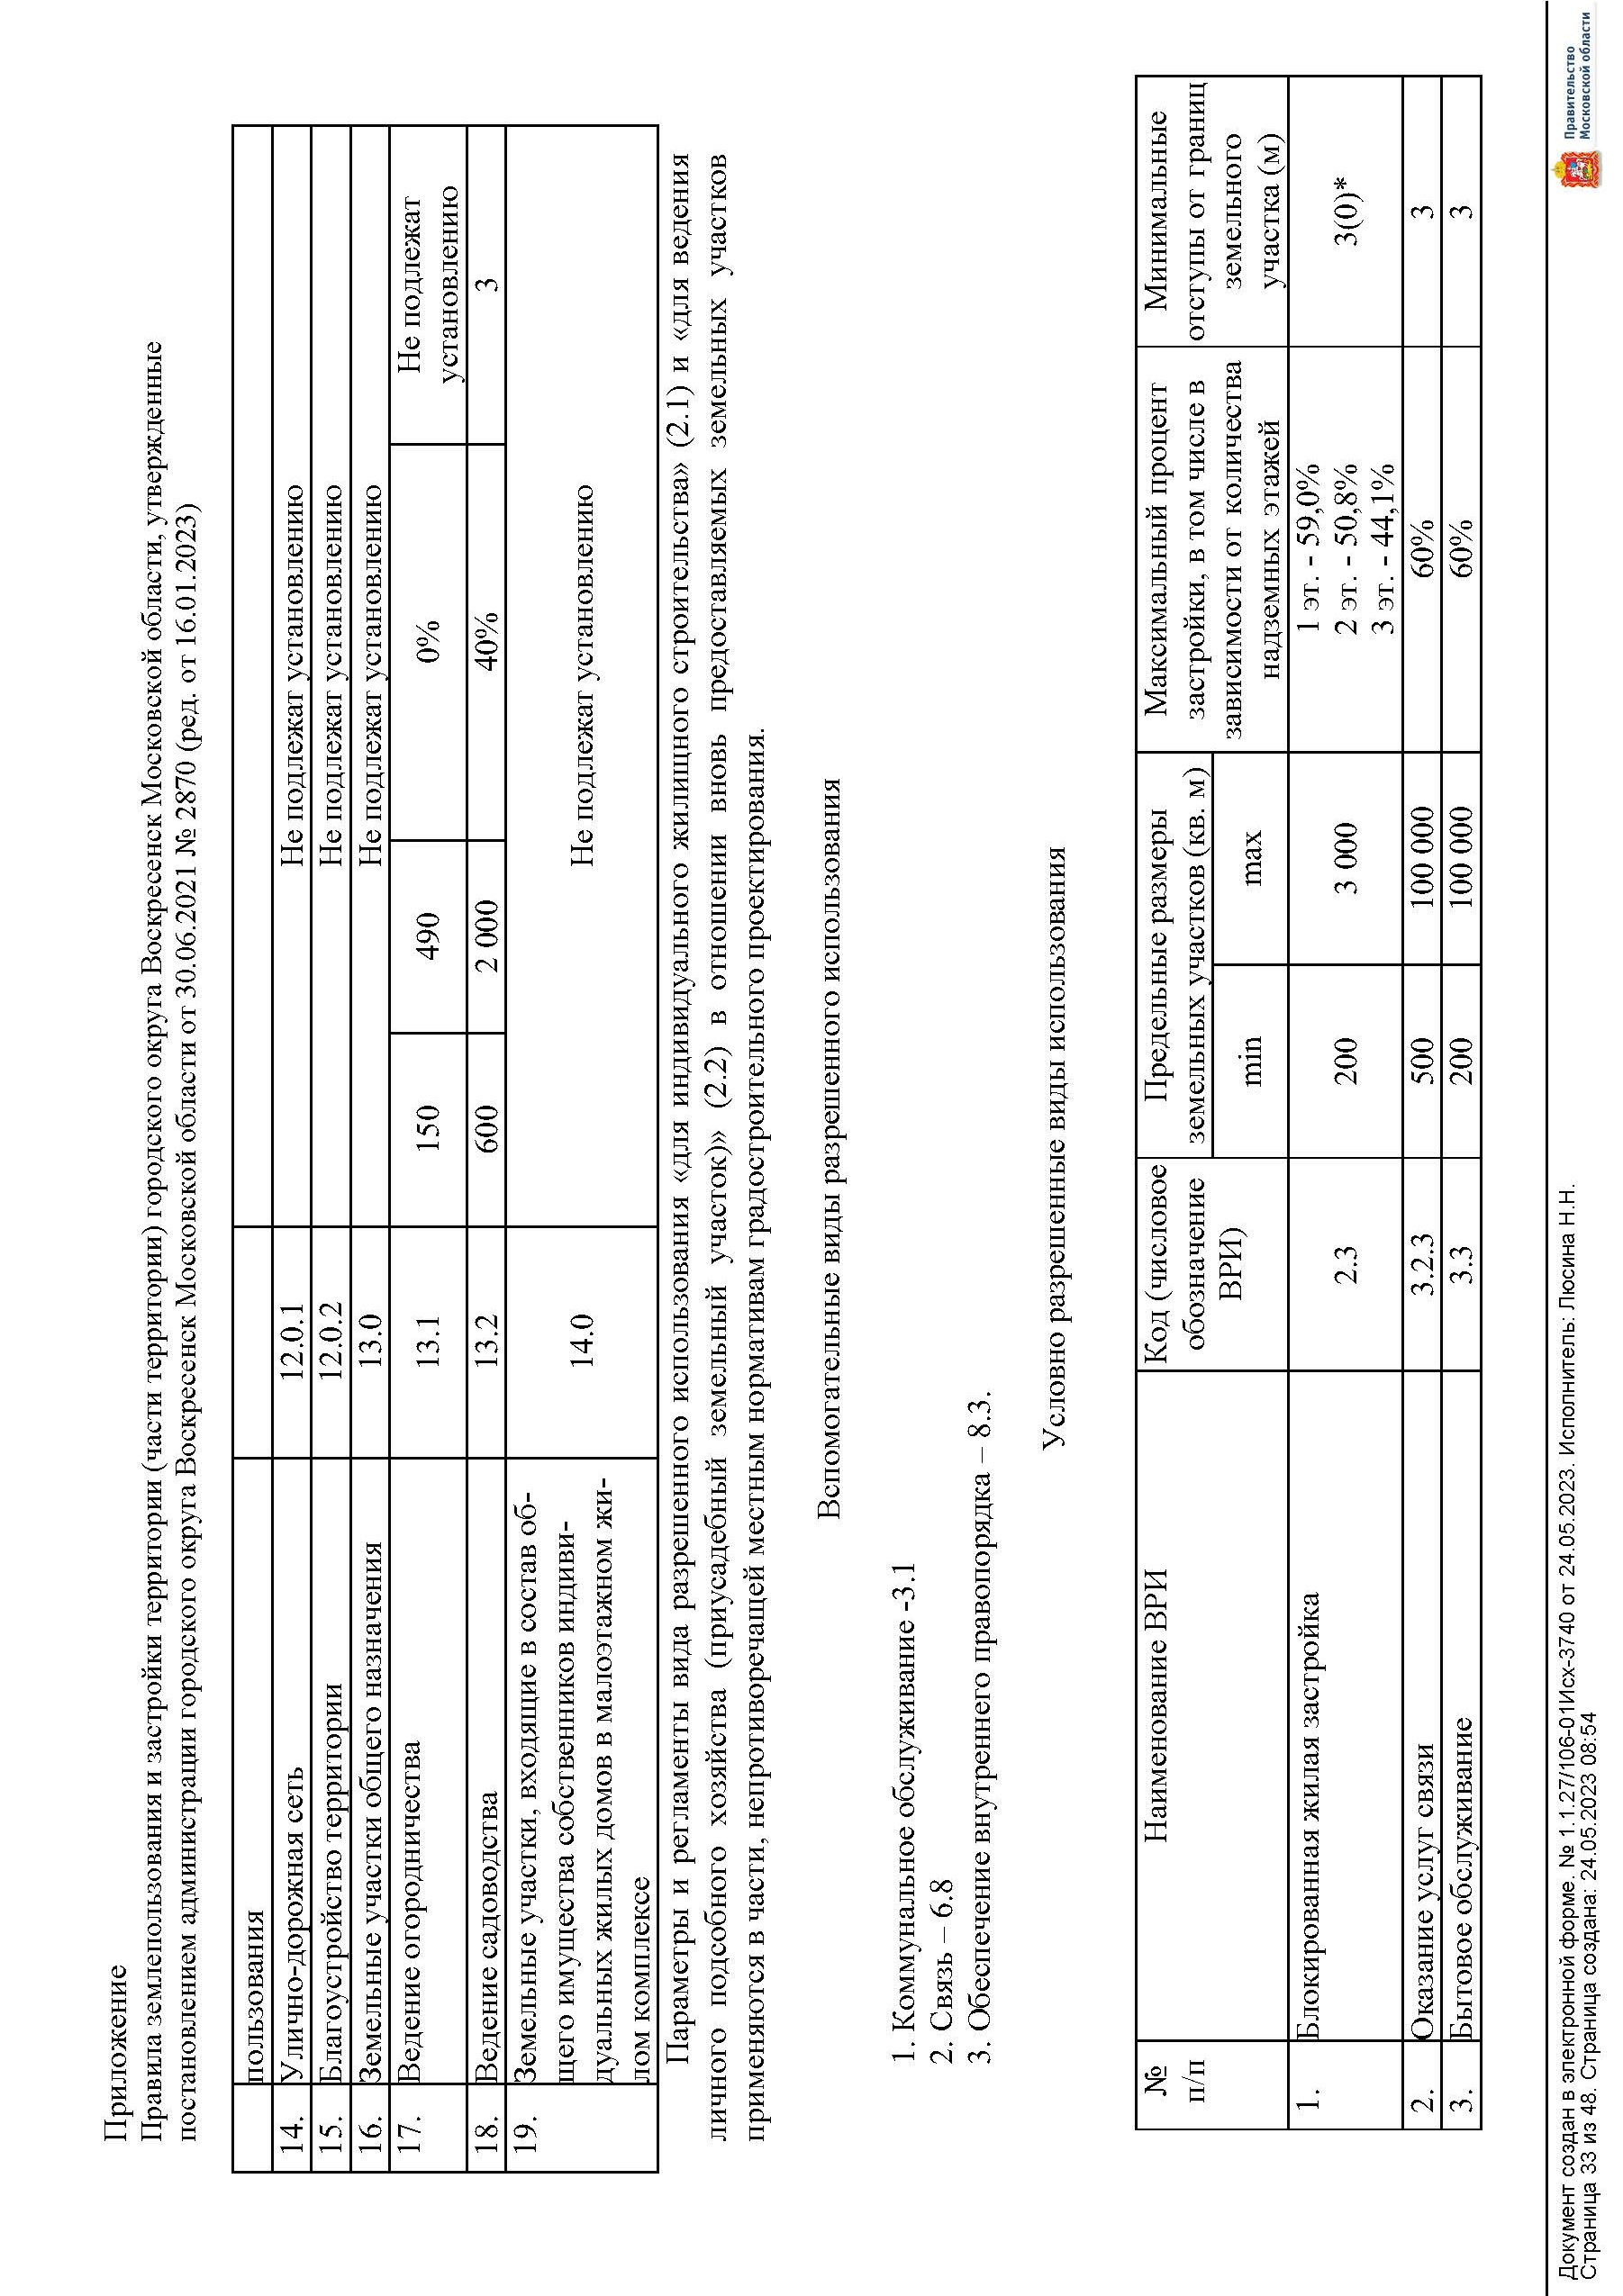 Приложение
Правила землепользования и застройки территории (части территории) городского округа Воскресенск Московской области, утвержденные
постановлением администрации городского округа Воскресенск Московской области от 30.06.2021 № 2870 (ред. от 16.01.2023)
пользования
14. Улично-дорожная сеть 12.0.1 Не подлежат установлению
15. Благоустройство территории 12.0.2 Не подлежат установлению
16. Земельные участки общего назначения 13.0 Не подлежат установлению
17. Ведение огородничества 13.1 150 490 0% Не подлежат
установлению
18. Ведение садоводства 13.2 600 2 000 40% 3
19. Земельные участки, входящие в состав об-
щего имущества собственников индиви-
дуальных жилых домов в малоэтажном жи-
лом комплексе
14.0 Не подлежат установлению
Параметры и регламенты вида разрешенного использования «для индивидуального жилищного строительства» (2.1) и «для ведения
личного подсобного хозяйства (приусадебный земельный участок)» (2.2) в отношении вновь предоставляемых земельных участков
применяются в части, непротиворечащей местным нормативам градостроительного проектирования.
Вспомогательные виды разрешенного использования
1. Коммунальное обслуживание -3.1
2. Связь – 6.8
3. Обеспечение внутреннего правопорядка – 8.3.
Условно разрешенные виды использования
№
п/п
Наименование ВРИ
Код (числовое
обозначение
ВРИ)
Предельные размеры
земельных участков (кв. м)
min max
Максимальный процент
застройки, в том числе в
зависимости от количества
надземных этажей
Минимальные
отступы от границ
земельного
участка (м)
1. Блокированная жилая застройка 2.3 200 3 000
1 эт. - 59,0%
2 эт. - 50,8%
3 эт. - 44,1%
3(0)*
2. Оказание услуг связи 3.2.3 500 100 000 60% 3
3. Бытовое обслуживание 3.3 200 100 000 60% 3
Документ создан в электронной форме. № 1.1.27/106-01Исх-3740 от 24.05.2023. Исполнитель: Люсина Н.Н.
Страница 33 из 48. Страница создана: 24.05.2023 08:54
Правительство
Московской области